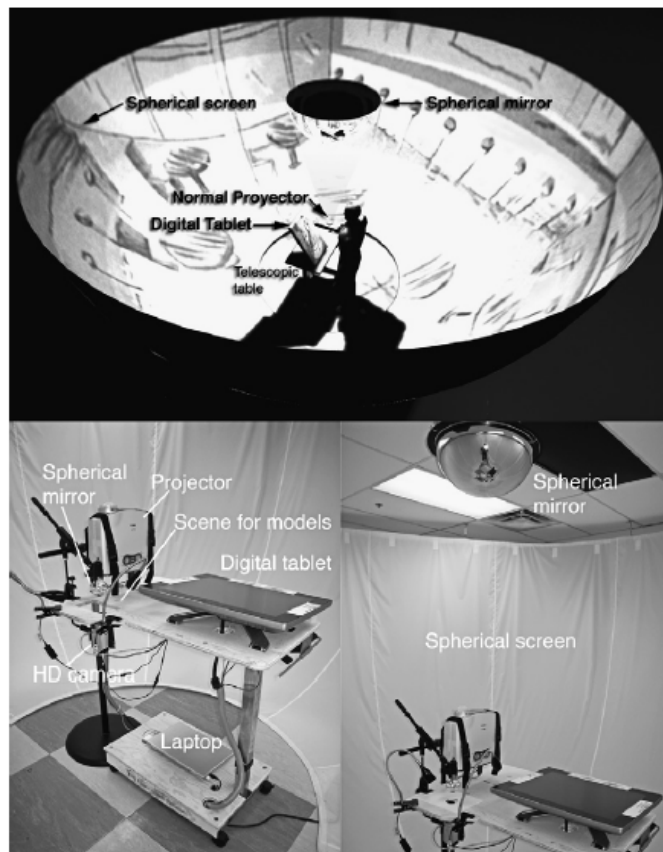 Spherical screen
Spherical mirror
Normal Proyector
Digital Tablet
Telescopic
table
Spherical
mirror
Projector
Scene for models
Digital tablet
HD camera
Laptop
Spherical
mirror
Spherical screen